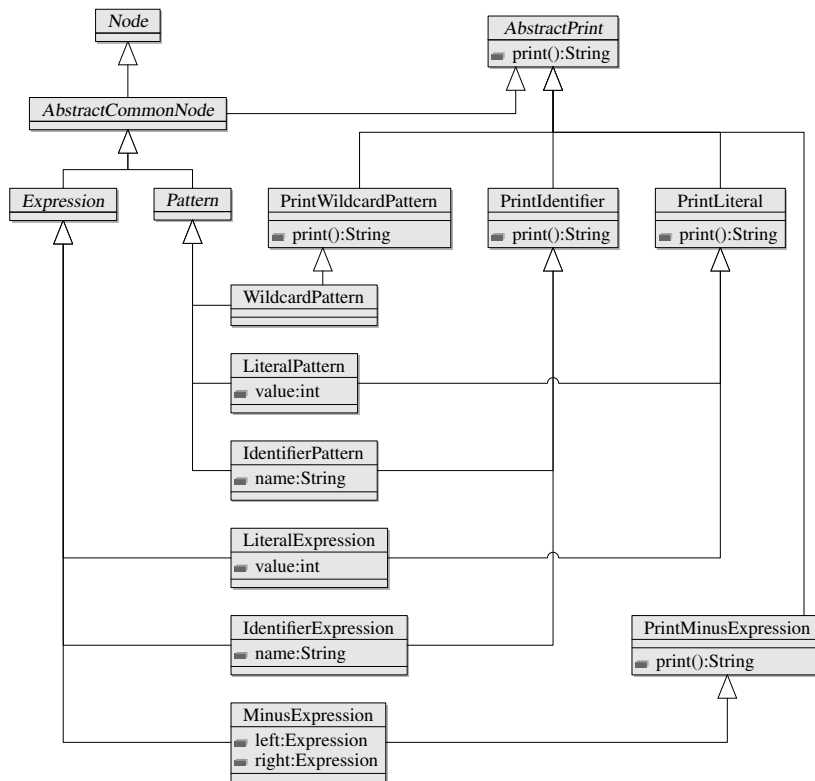 Node
AbstractPrint
print():String
AbstractCommonNode
Expression
Pattern
PrintWildcardPattern
print():String
PrintIdentifier
print():String
PrintLiteral
print():String
WildcardPattern
LiteralPattern
value:int
IdentifierPattern
name:String
LiteralExpression
value:int
IdentifierExpression
name:String
PrintMinusExpression
print():String
MinusExpression
left:Expression
right:Expression